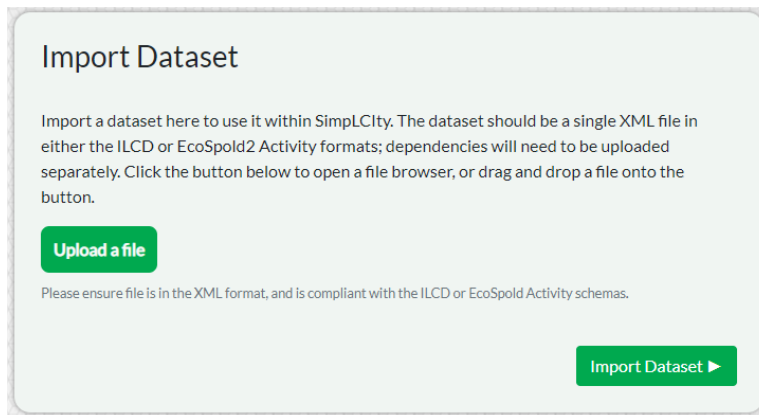 Import Dataset
Import a dataset here to use it within SimpLCIty. The dataset should be a single XML file in
either the ILCD or EcoSpold2 Activity formats; dependencies will need to be uploaded
separately. Click the button below to open a file browser, or drag and drop a file onto the
button.
Upload a file
Please ensure file is in the XML format, and is compliant with the ILCD or EcoSpold Activity schemas.
Import Dataset ▶